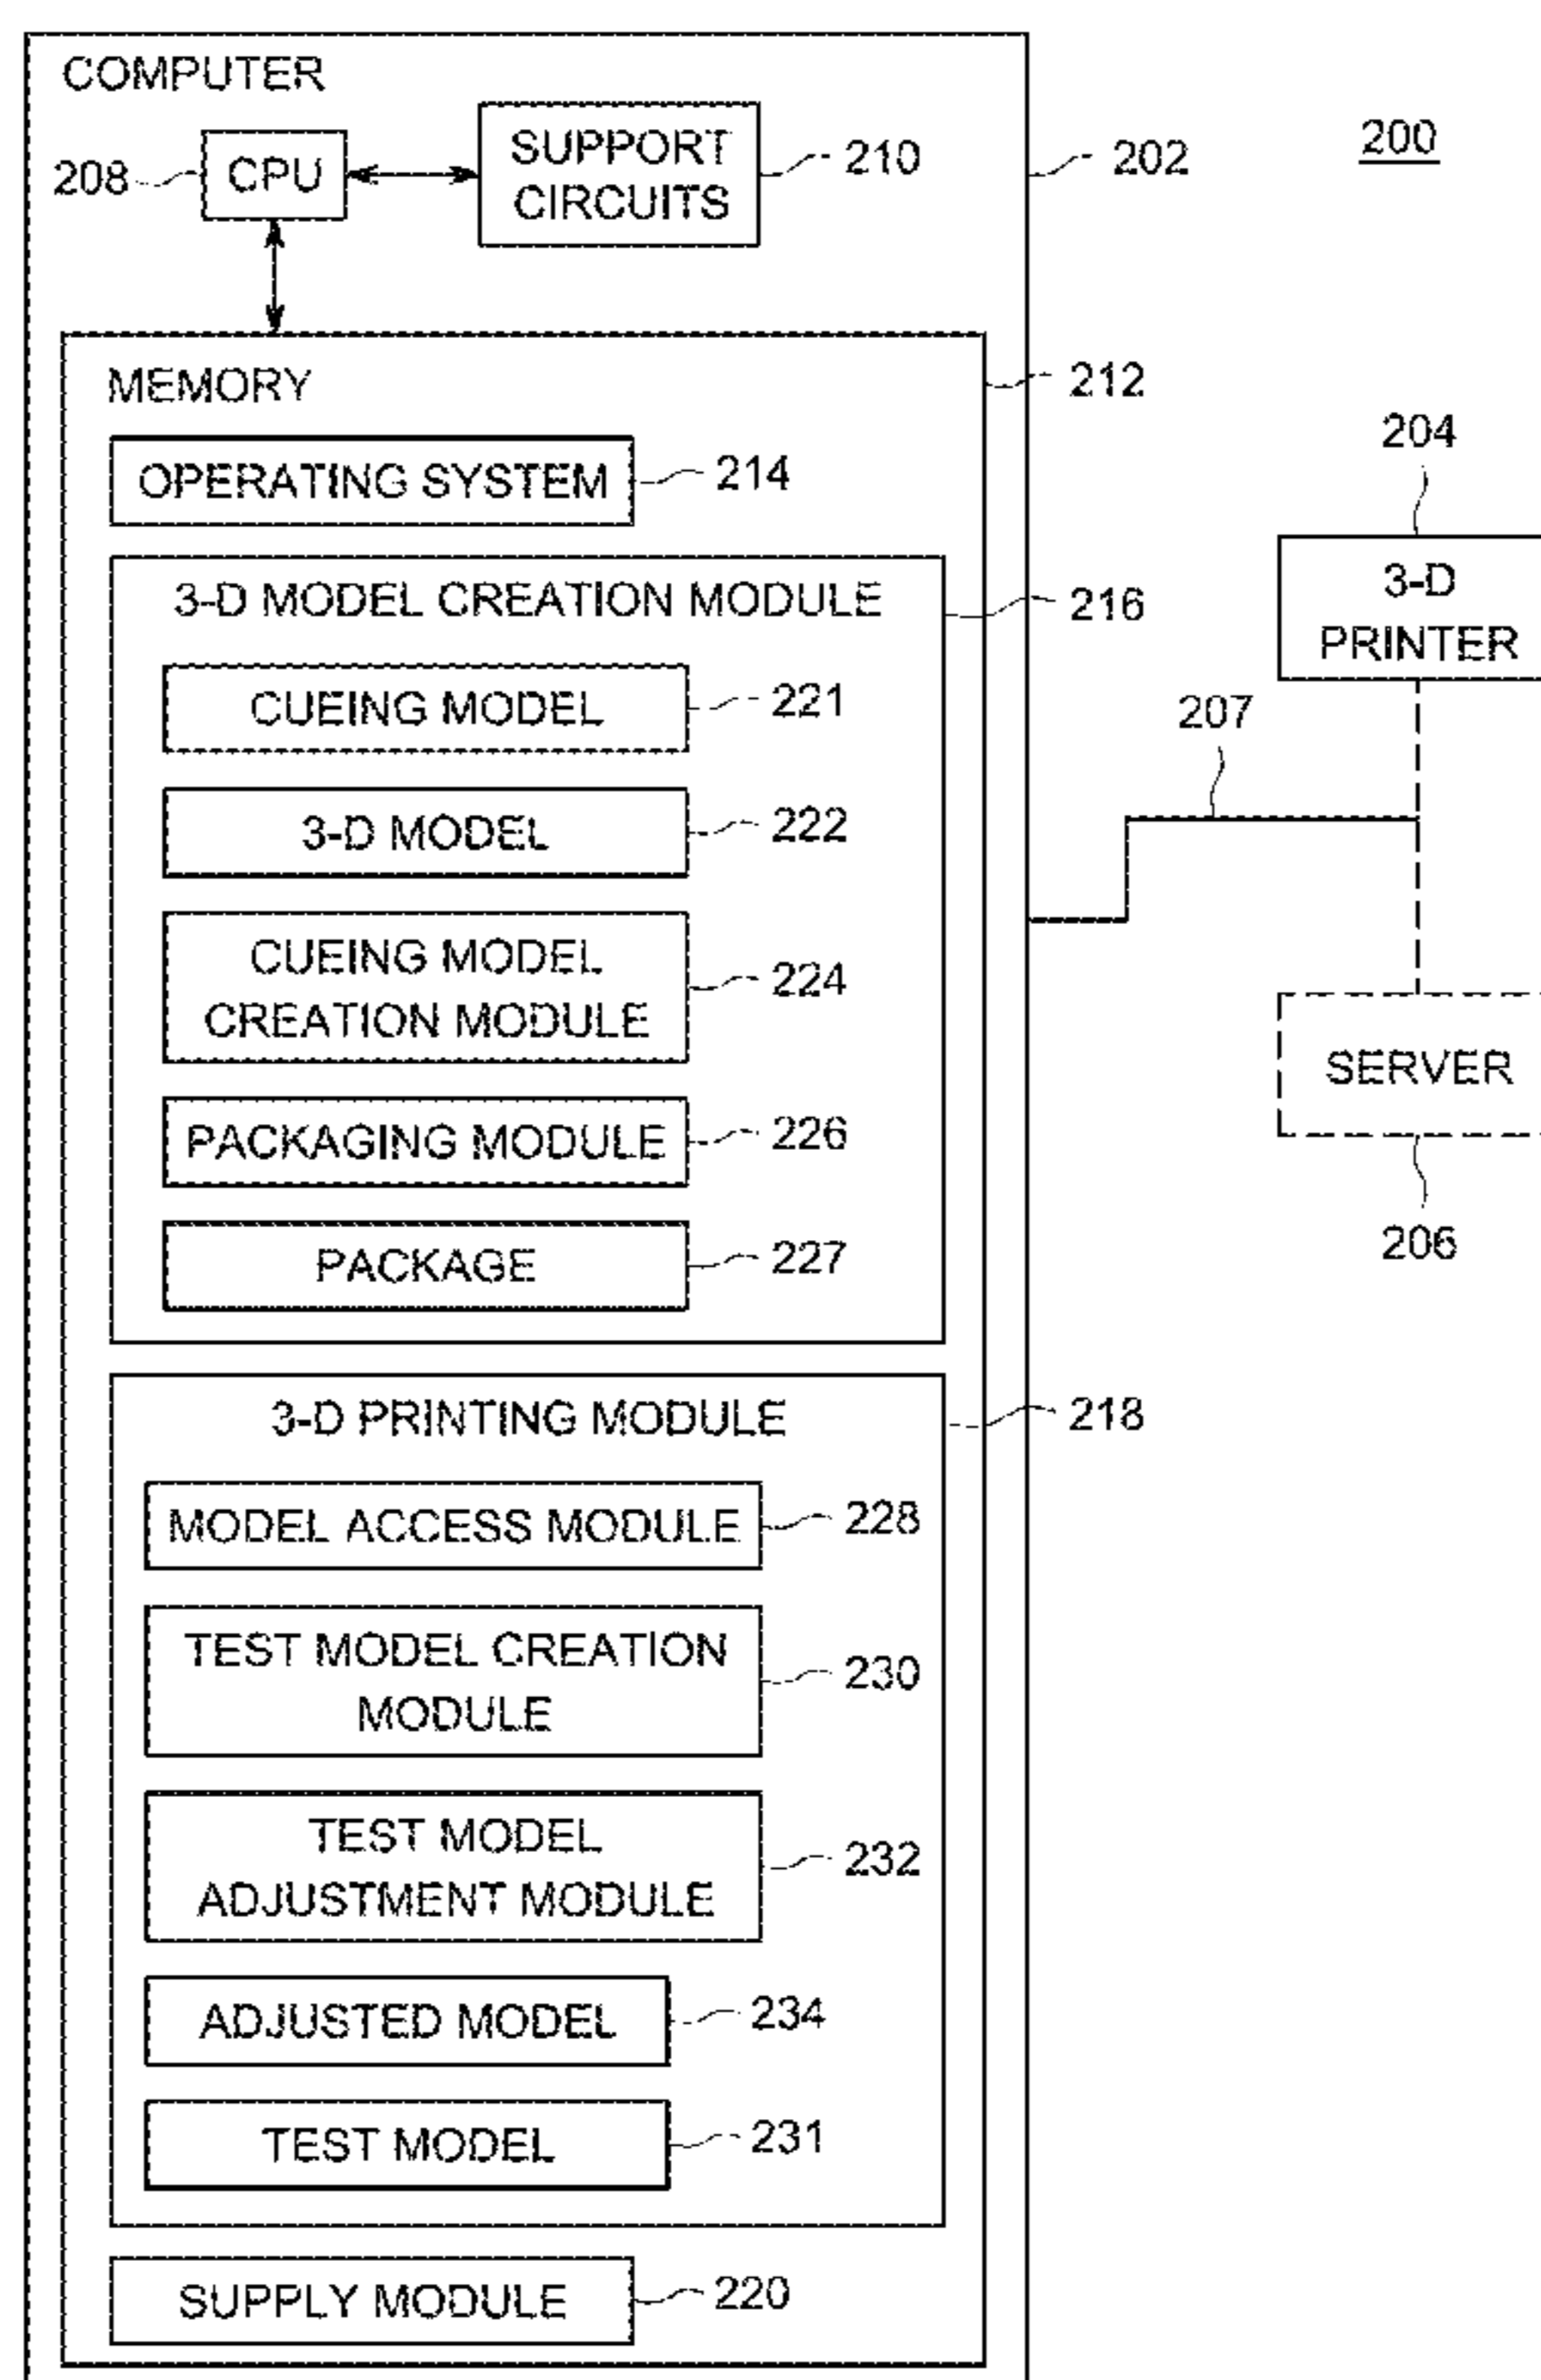 COMPUTER
208
CPU
SUPPORT
CIRCUITS
210
202
200
MEMORY
212
OPERATING SYSTEM
214
3-D MODEL CREATION MODULE
216
CUEING MODEL
221
3-D MODEL
222
CUEING MODEL
CREATION MODULE
224
PACKAGING MODULE
226
PACKAGE
227
3-D PRINTING MODULE
218
MODEL ACCESS MODULE
228
TEST MODEL CREATION
MODULE
230
TEST MODEL
ADJUSTMENT MODULE
232
ADJUSTED MODEL
234
TEST MODEL
231
SUPPLY MODULE
220
204
3-D
PRINTER
207
SERVER
206